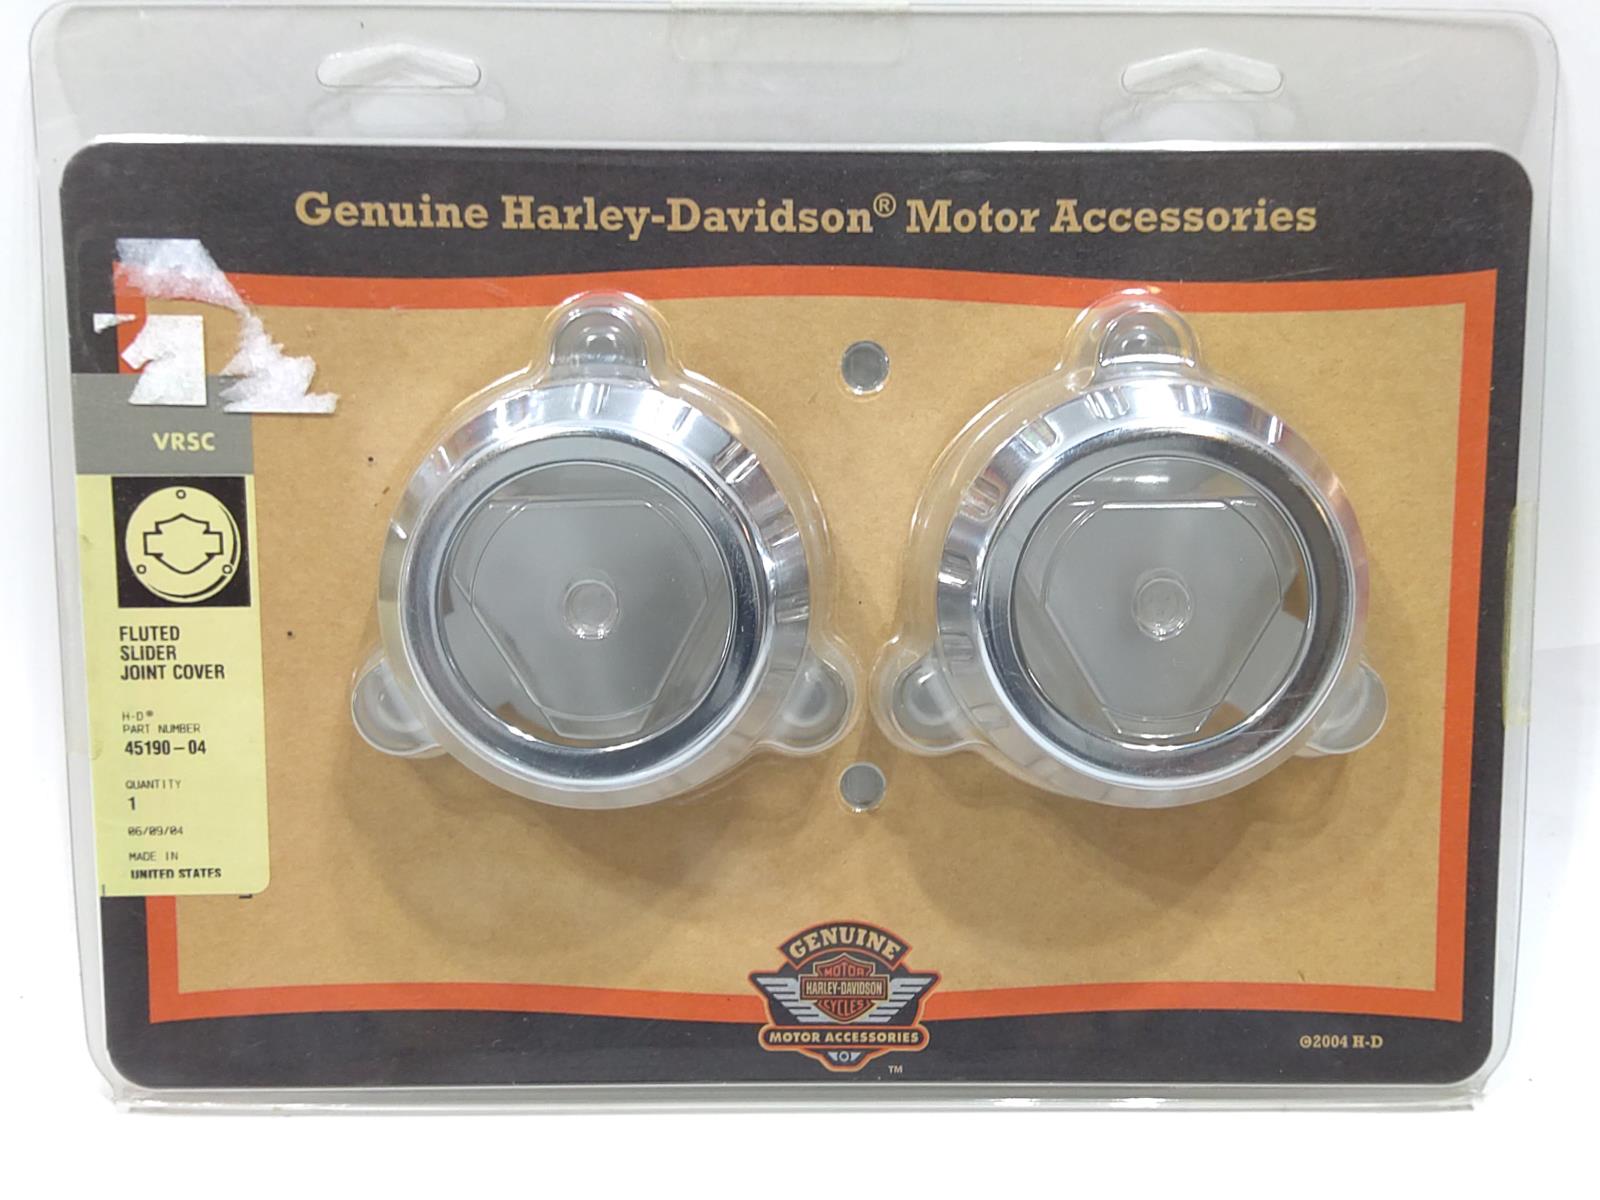 Genuine Harley-Davidson® Motor Accessories
VRSC
FLUTED
SLIDER
JOINT COVER
H-D®
PART NUMBER
45190-04
QUANTITY
1
06/09/04
MADE IN
UNITED STATES
GENUINE
MOTOR
HARLEY-DAVIDSON
CYCLES
MOTOR ACCESSORIES
TM
©2004 H-D